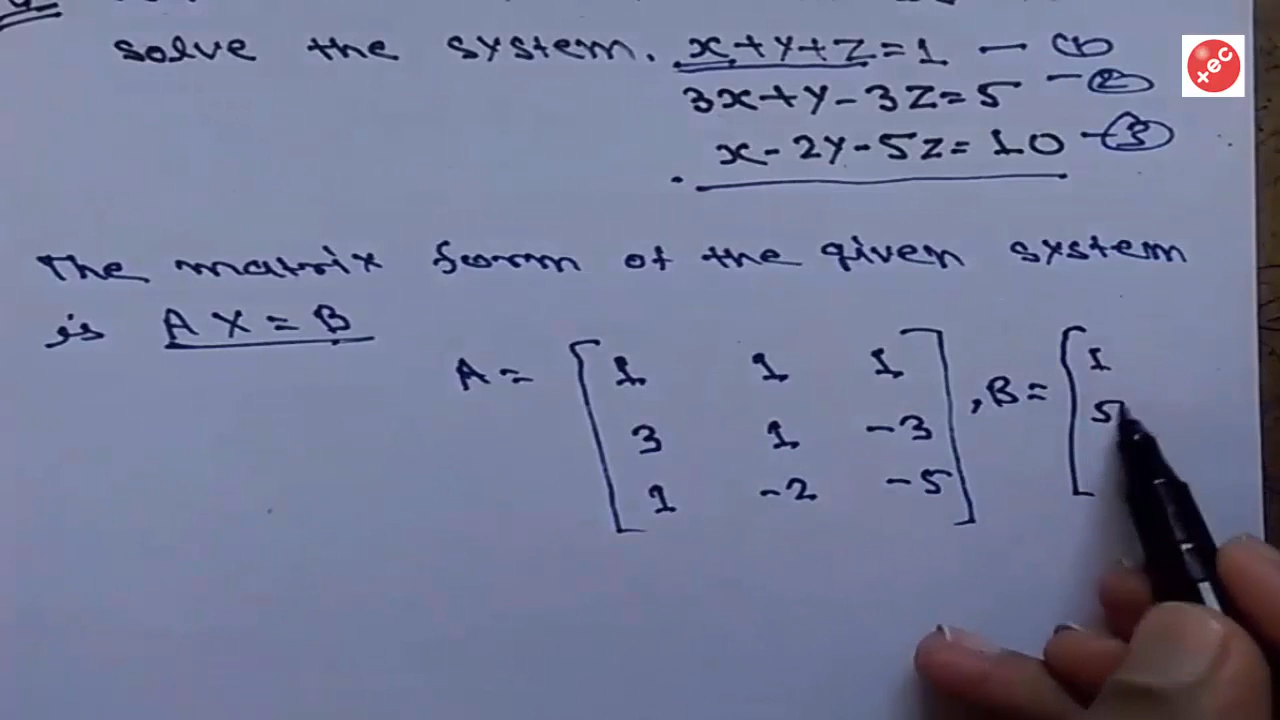 solve the system. x+y+z=1 — (1)
3x+y-3z=5 — (2)
x-2y-5z=10 — (3)
The matrix form of the given system
is AX=B
A = [1 1 1
3 1 -3
1 -2 -5] , B = [1
5
xec